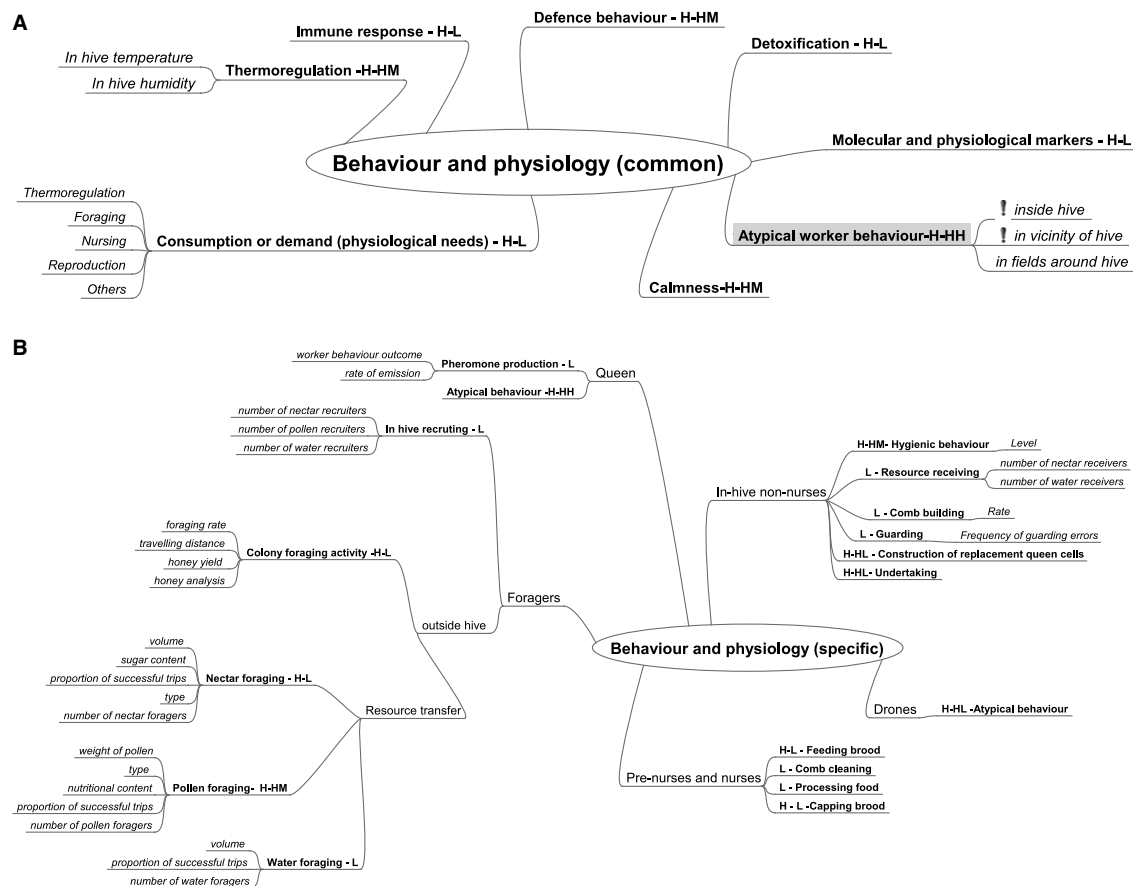 A
Immune response - H-L
Defence behaviour - H-HM
Detoxification - H-L
In hive temperature
In hive humidity
Thermoregulation -H-HM
Molecular and physiological markers - H-L
Behaviour and physiology (common)
Thermoregulation
Foraging
Nursing
Reproduction
Others
Consumption or demand (physiological needs) - H-L
Atypical worker behaviour-H-HH
! inside hive
! in vicinity of hive
in fields around hive
Calmness-H-HM
B
worker behaviour outcome
rate of emission
Pheromone production - L
Atypical behaviour -H-HH
Queen
number of nectar recruiters
number of pollen recruiters
number of water recruiters
In hive recruting - L
foraging rate
travelling distance
honey yield
honey analysis
Colony foraging activity -H-L
Foragers
outside hive
volume
sugar content
proportion of successful trips
type
number of nectar foragers
Nectar foraging - H-L
Resource transfer
weight of pollen
type
nutritional content
proportion of successful trips
number of pollen foragers
Pollen foraging- H-HM
volume
proportion of successful trips
number of water foragers
Water foraging - L
In-hive non-nurses
H-HM- Hygienic behaviour
Level
L - Resource receiving
number of nectar receivers
number of water receivers
L - Comb building
Rate
L - Guarding
Frequency of guarding errors
H-HL - Construction of replacement queen cells
H-HL- Undertaking
Behaviour and physiology (specific)
Drones
H-HL -Atypical behaviour
Pre-nurses and nurses
H-L - Feeding brood
L - Comb cleaning
L - Processing food
H - L -Capping brood